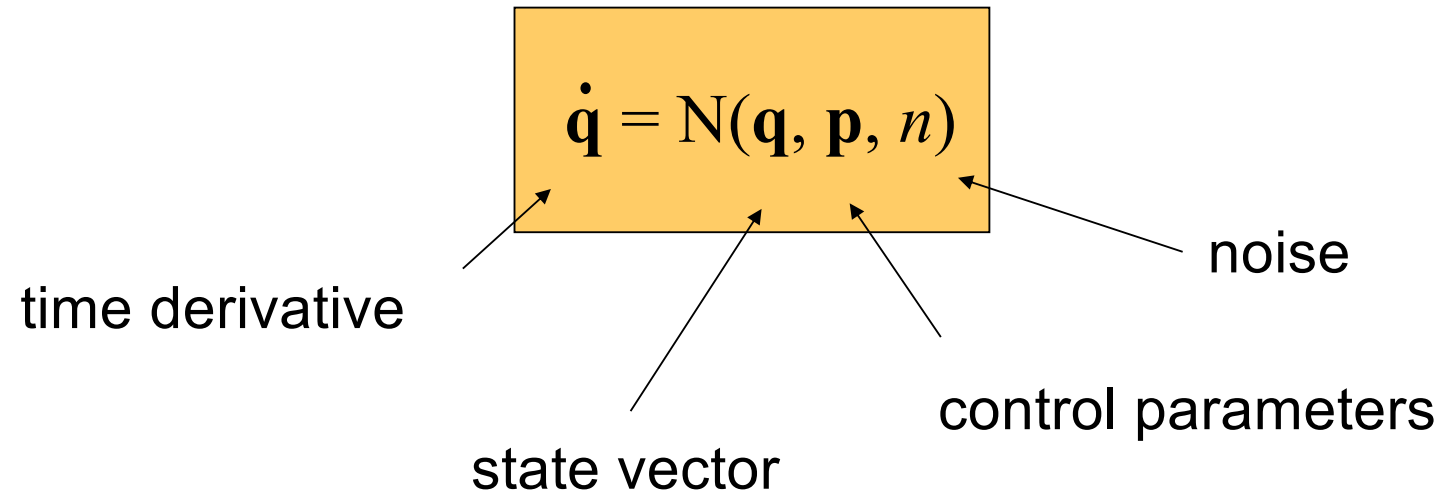 q̇ = N(q, p, n)
noise
time derivative
control parameters
state vector